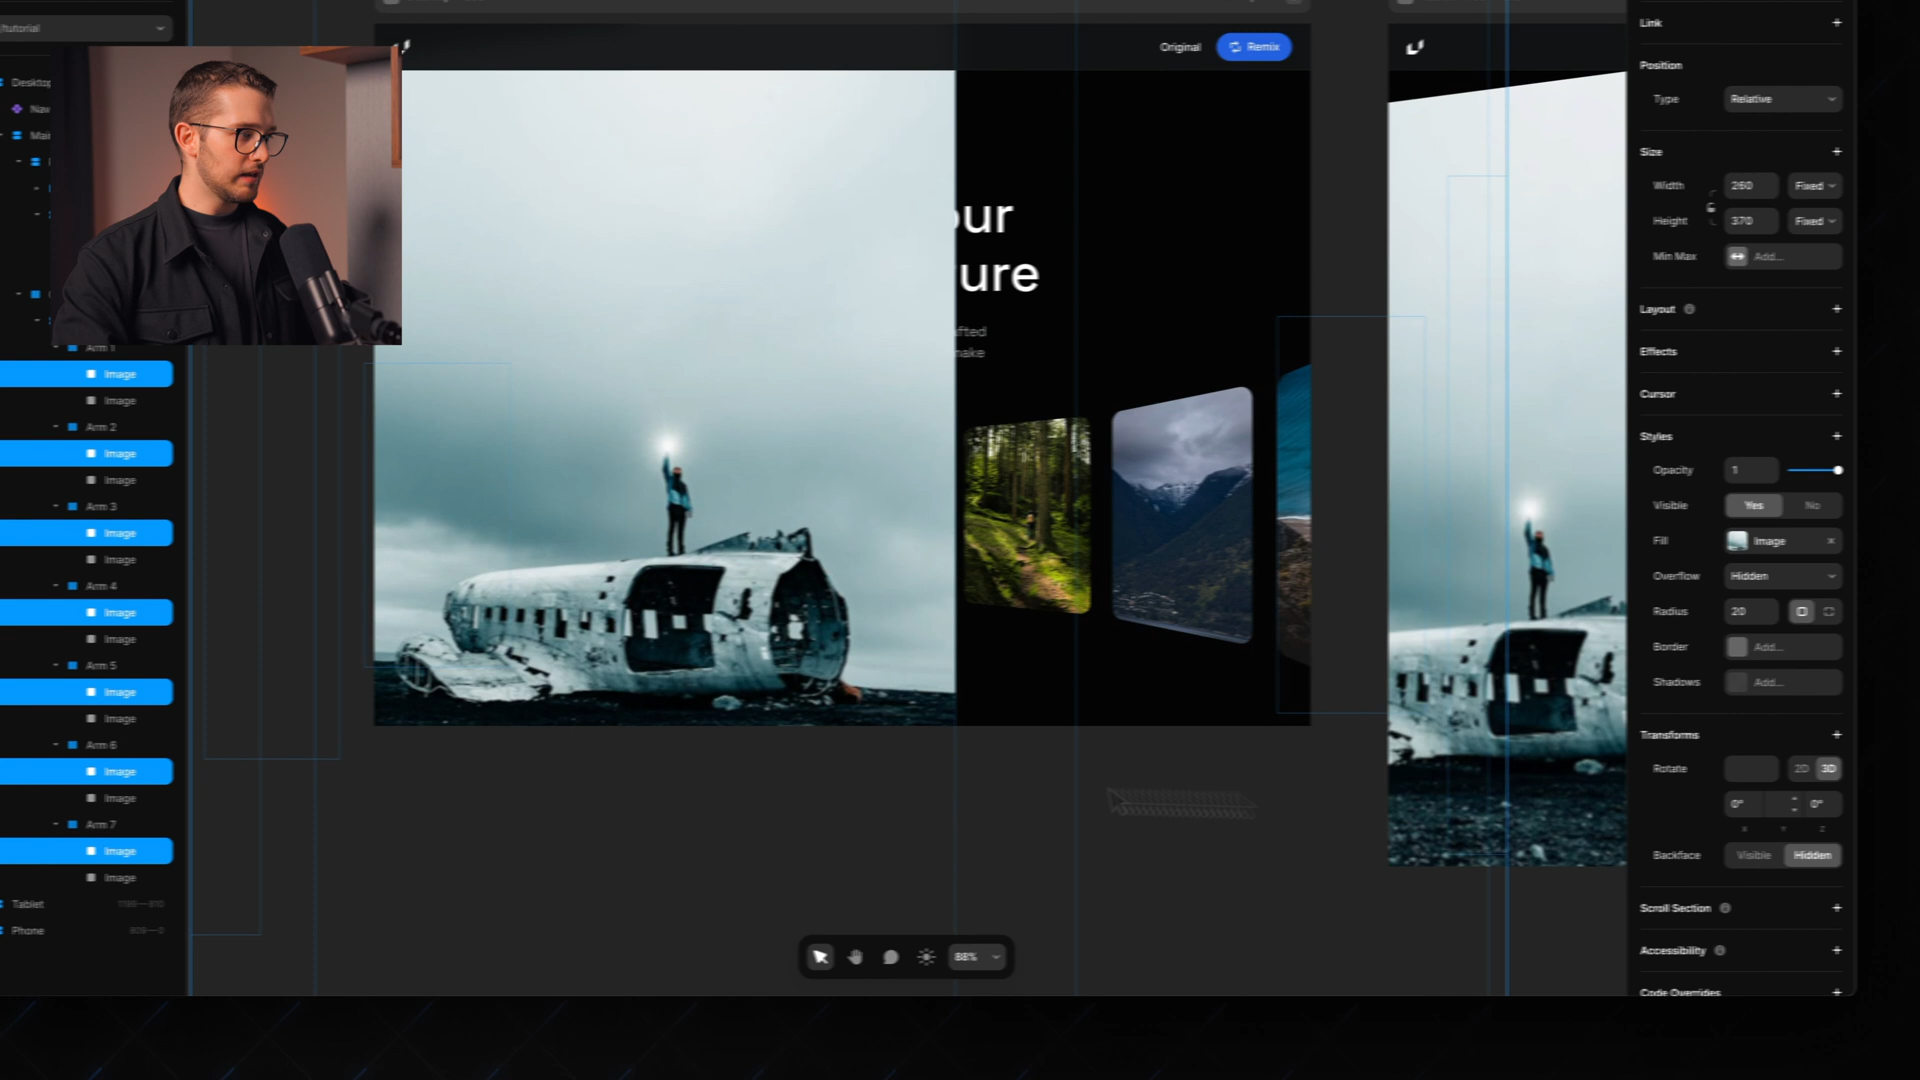 /tutorial
Desktop
Nav
Main
Arm 1
Image
Image
Arm 2
Image
Image
Arm 3
Image
Image
Arm 4
Image
Image
Arm 5
Image
Image
Arm 6
Image
Image
Arm 7
Image
Image
Tablet
Phone
Original
Remix
our
ure
fted
nake
88%
Link
Position
Type Relative
Size
Width 260 Fixed
Height 370 Fixed
Min Max Add...
Layout
Effects
Cursor
Styles
Opacity 1
Visible Yes No
Fill Image
Overflow Hidden
Radius 20
Border Add...
Shadows Add...
Transforms
Rotate 2D 3D
0° 0°
X Y Z
Backface Visible Hidden
Scroll Section
Accessibility
Code Overrides